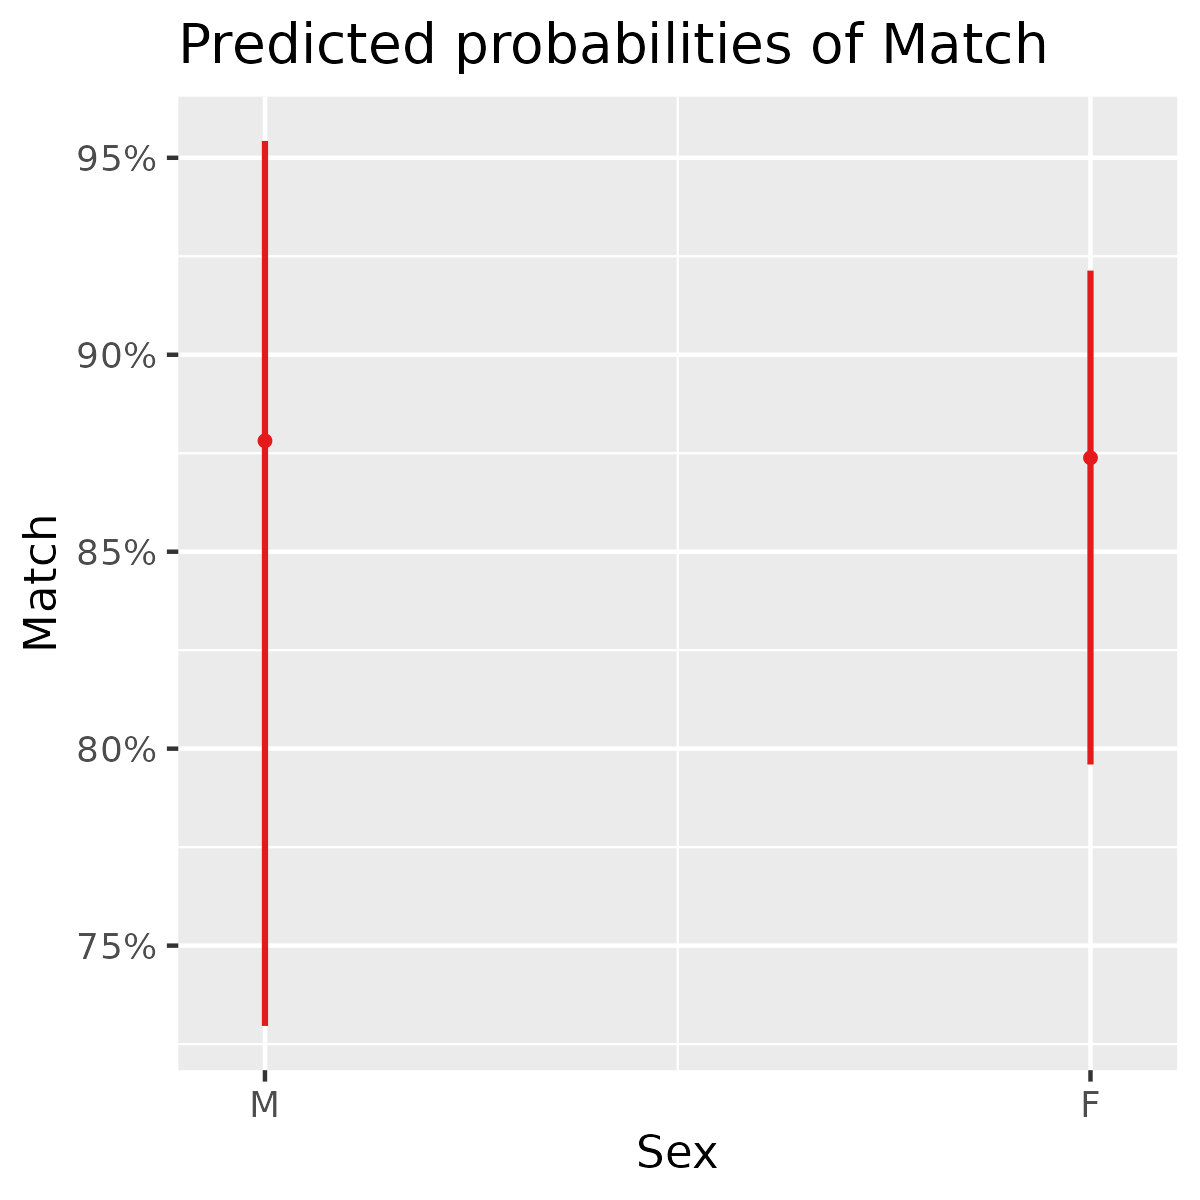 Predicted probabilities of Match
95%
90%
85%
80%
75%
Match
M
F
Sex